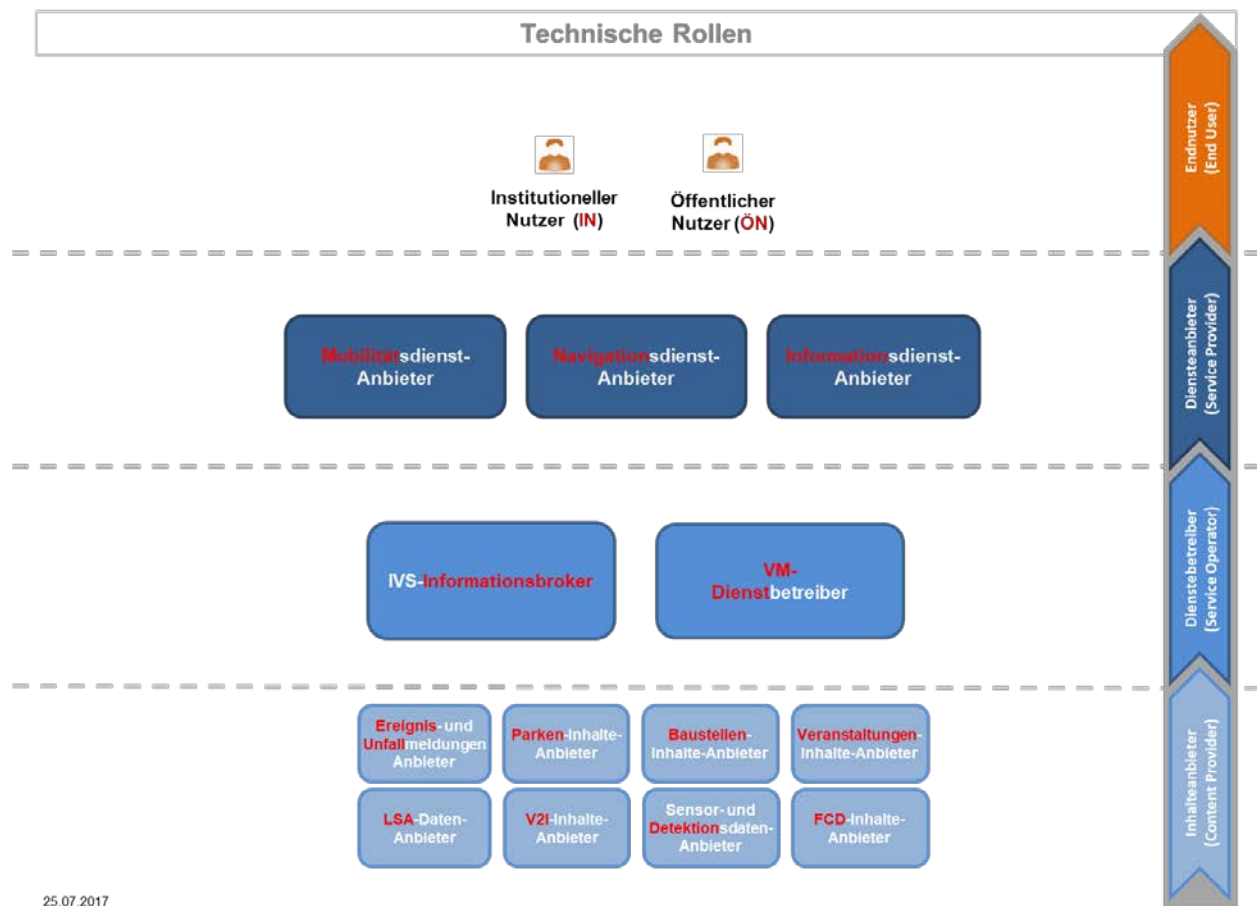 Technische Rollen
Institutioneller
Nutzer (IN)
Öffentlicher
Nutzer (ÖN)
Endnutzer
(End User)
Mobilitätsdienst-
Anbieter
Navigationsdienst-
Anbieter
Informationsdienst-
Anbieter
Diensteanbieter
(Service Provider)
IVS-Informationsbroker
VM-
Dienstbetreiber
Dienstebetreiber
(Service Operator)
Ereignis- und
Unfallmeldungen
Anbieter
Parken-Inhalte-
Anbieter
Baustellen-
Inhalte-Anbieter
Veranstaltungen-
Inhalte-Anbieter
LSA-Daten-
Anbieter
V2I-Inhalte-
Anbieter
Sensor- und
Detektionsdaten-
Anbieter
FCD-Inhalte-
Anbieter
Inhalteanbieter
(Content Provider)
25.07.2017